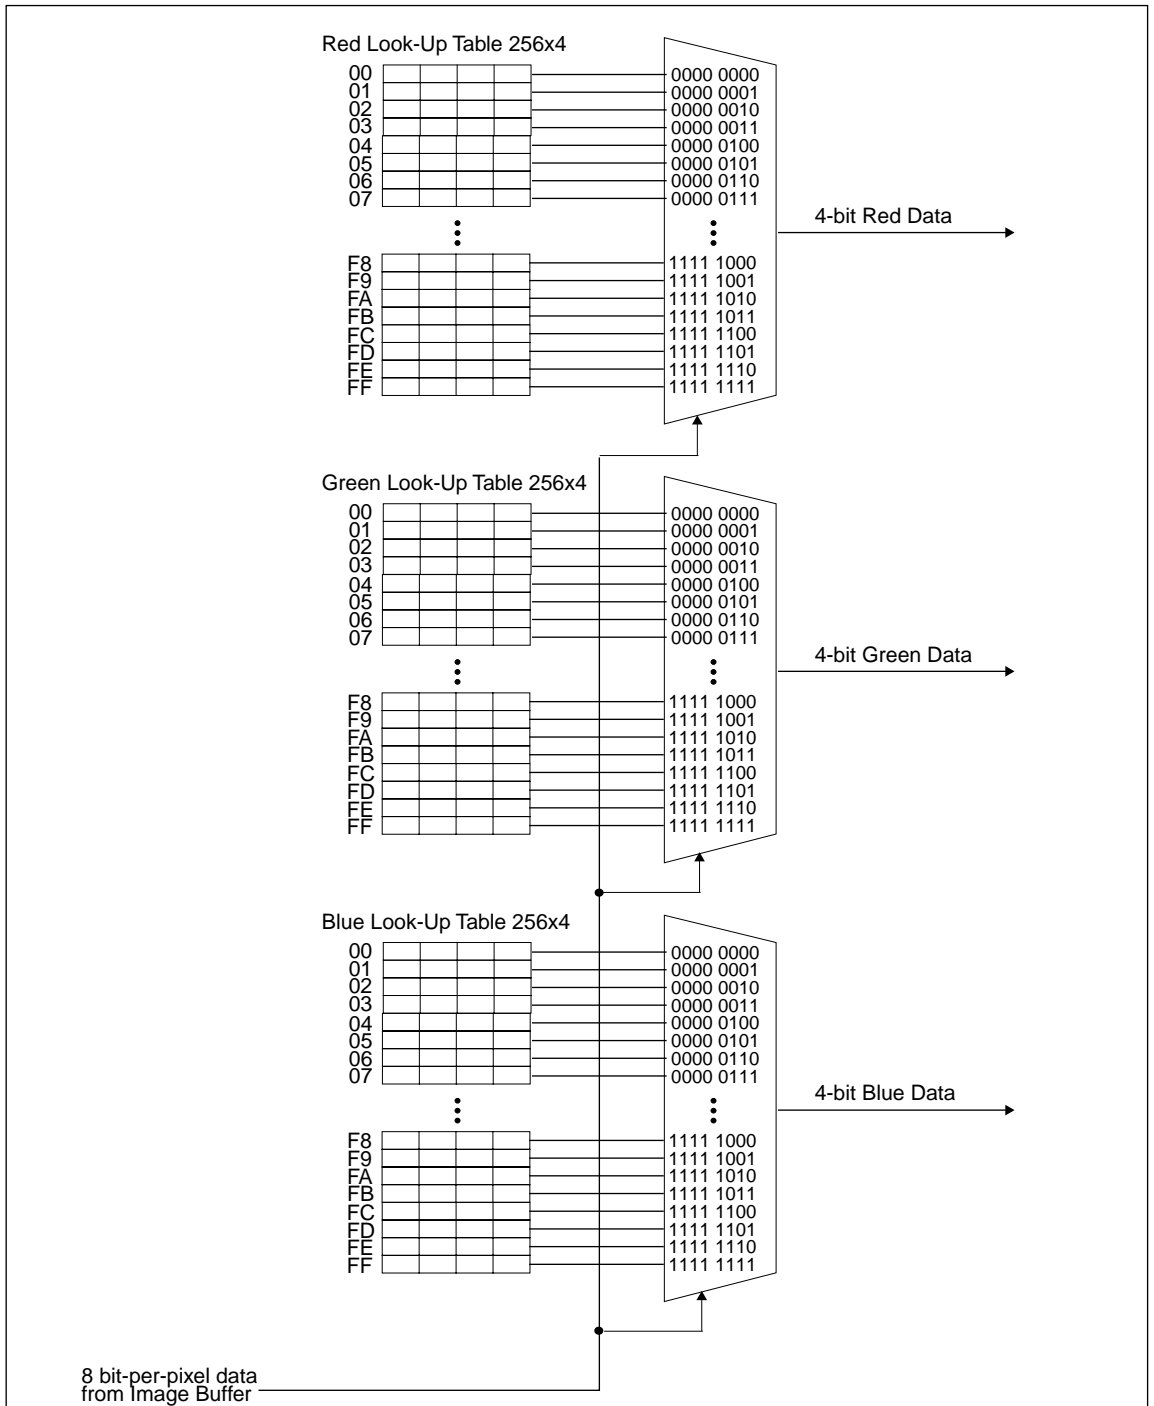 Red Look-Up Table 256x4
00 0000 0000
01 0000 0001
02 0000 0010
03 0000 0011
04 0000 0100
05 0000 0101
06 0000 0110
07 0000 0111
4-bit Red Data
F8 1111 1000
F9 1111 1001
FA 1111 1010
FB 1111 1011
FC 1111 1100
FD 1111 1101
FE 1111 1110
FF 1111 1111
Green Look-Up Table 256x4
00 0000 0000
01 0000 0001
02 0000 0010
03 0000 0011
04 0000 0100
05 0000 0101
06 0000 0110
07 0000 0111
4-bit Green Data
F8 1111 1000
F9 1111 1001
FA 1111 1010
FB 1111 1011
FC 1111 1100
FD 1111 1101
FE 1111 1110
FF 1111 1111
Blue Look-Up Table 256x4
00 0000 0000
01 0000 0001
02 0000 0010
03 0000 0011
04 0000 0100
05 0000 0101
06 0000 0110
07 0000 0111
4-bit Blue Data
F8 1111 1000
F9 1111 1001
FA 1111 1010
FB 1111 1011
FC 1111 1100
FD 1111 1101
FE 1111 1110
FF 1111 1111
8 bit-per-pixel data
from Image Buffer